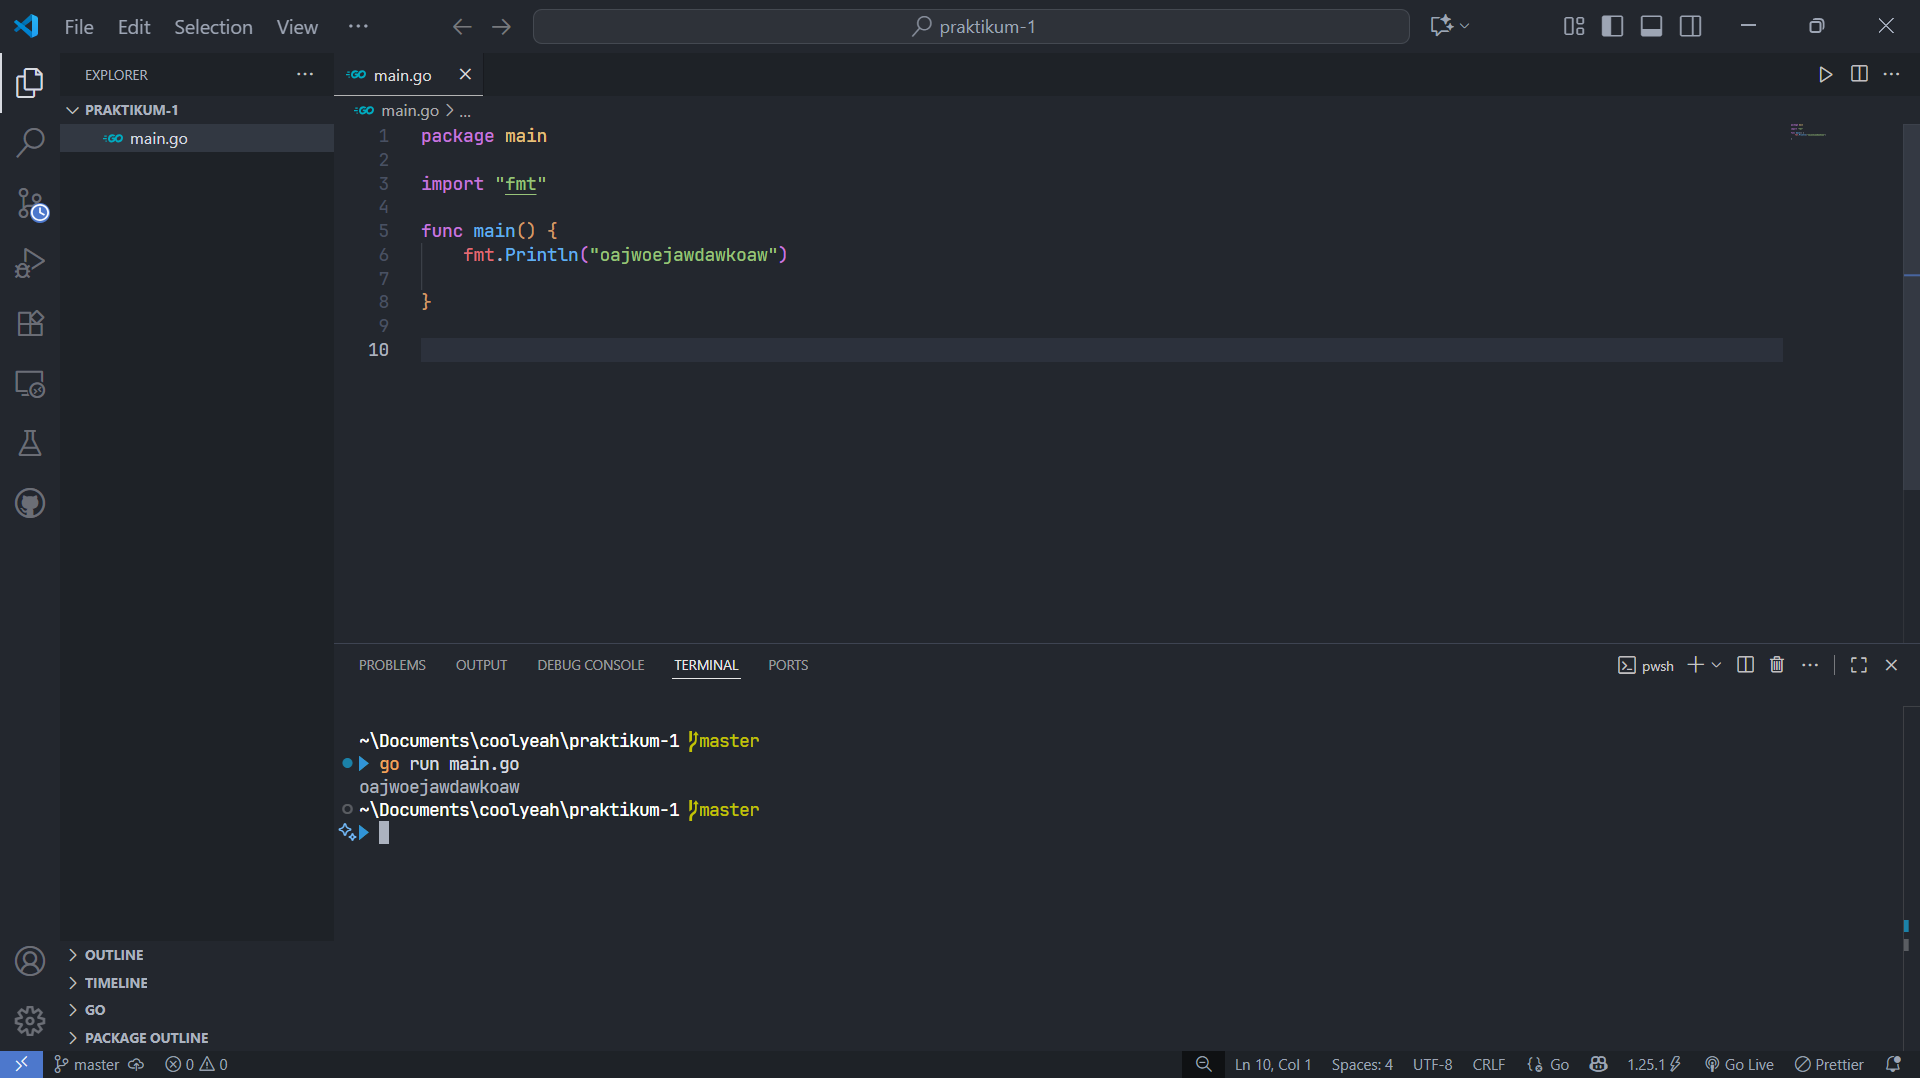 File Edit Selection View ··· praktikum-1
EXPLORER ···
PRAKTIKUM-1
GO main.go
GO main.go
GO main.go > ...
1 package main
2
3 import "fmt"
4
5 func main() {
6 fmt.Println("oajwoejawdawkoaw")
7
8 }
9
10
PROBLEMS OUTPUT DEBUG CONSOLE TERMINAL PORTS pwsh
~\Documents\coolyeah\praktikum-1 master
go run main.go
oajwoejawdawkoaw
~\Documents\coolyeah\praktikum-1 master
OUTLINE
TIMELINE
GO
PACKAGE OUTLINE
master 0 0 Ln 10, Col 1 Spaces: 4 UTF-8 CRLF {} Go 1.25.1 Go Live Prettier